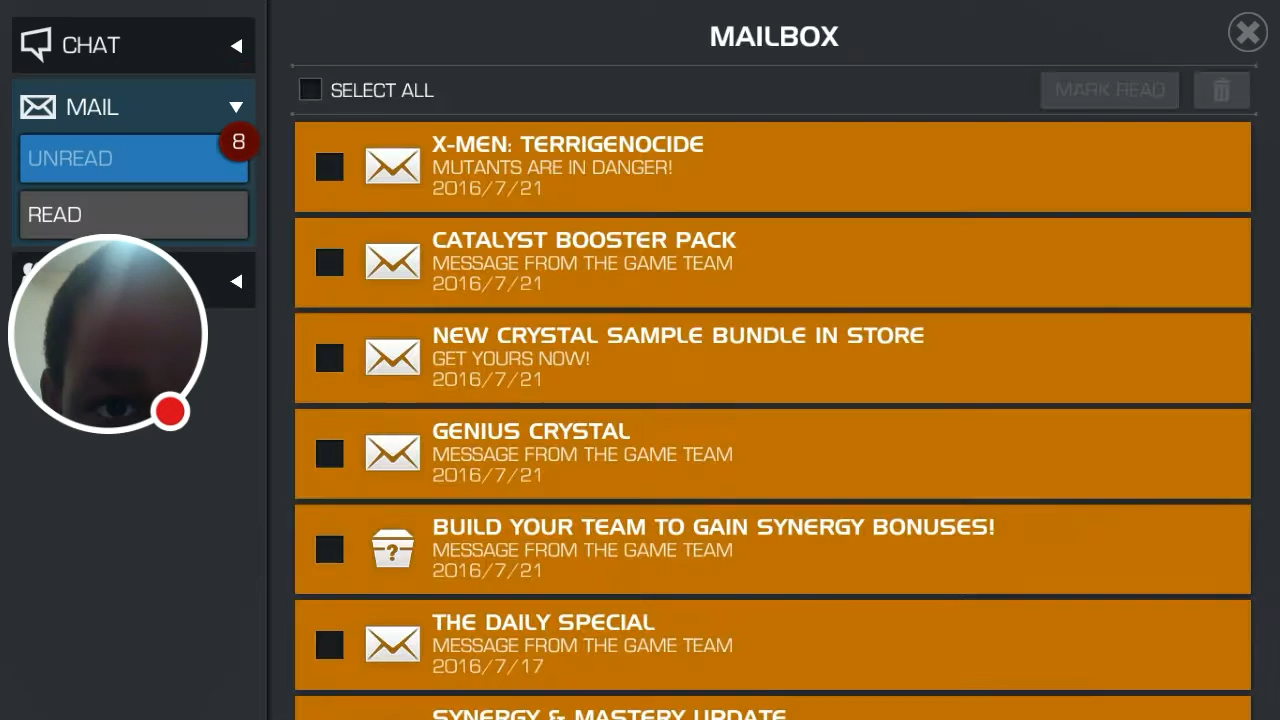 CHAT
MAIL
8
UNREAD
READ
MAILBOX
SELECT ALL
MARK READ
X-MEN: TERRIGENOCIDE
MUTANTS ARE IN DANGER!
2016/7/21
CATALYST BOOSTER PACK
MESSAGE FROM THE GAME TEAM
2016/7/21
NEW CRYSTAL SAMPLE BUNDLE IN STORE
GET YOURS NOW!
2016/7/21
GENIUS CRYSTAL
MESSAGE FROM THE GAME TEAM
2016/7/21
?
BUILD YOUR TEAM TO GAIN SYNERGY BONUSES!
MESSAGE FROM THE GAME TEAM
2016/7/21
THE DAILY SPECIAL
MESSAGE FROM THE GAME TEAM
2016/7/17
SYNERGY & MASTERY UPDATE